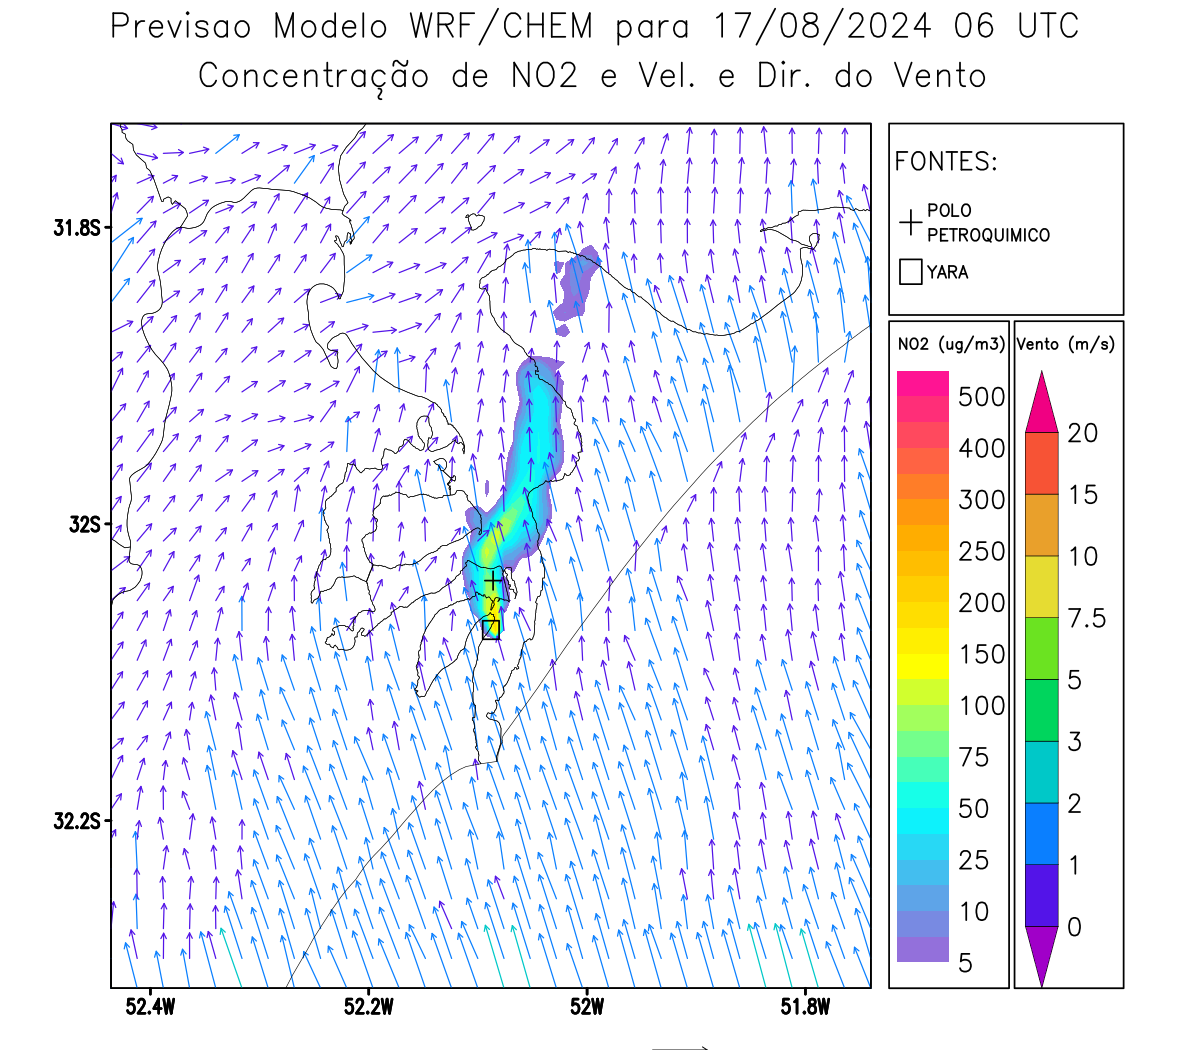 Previsao Modelo WRF/CHEM para 17/08/2024 06 UTC
Concentração de NO2 e Vel. e Dir. do Vento
FONTES:
POLO
PETROQUIMICO
YARA
31.8S
32S
32.2S
52.4W
52.2W
52W
51.8W
NO2 (ug/m3)
500
400
300
250
200
150
100
75
50
25
10
5
Vento (m/s)
20
15
10
7.5
5
3
2
1
0